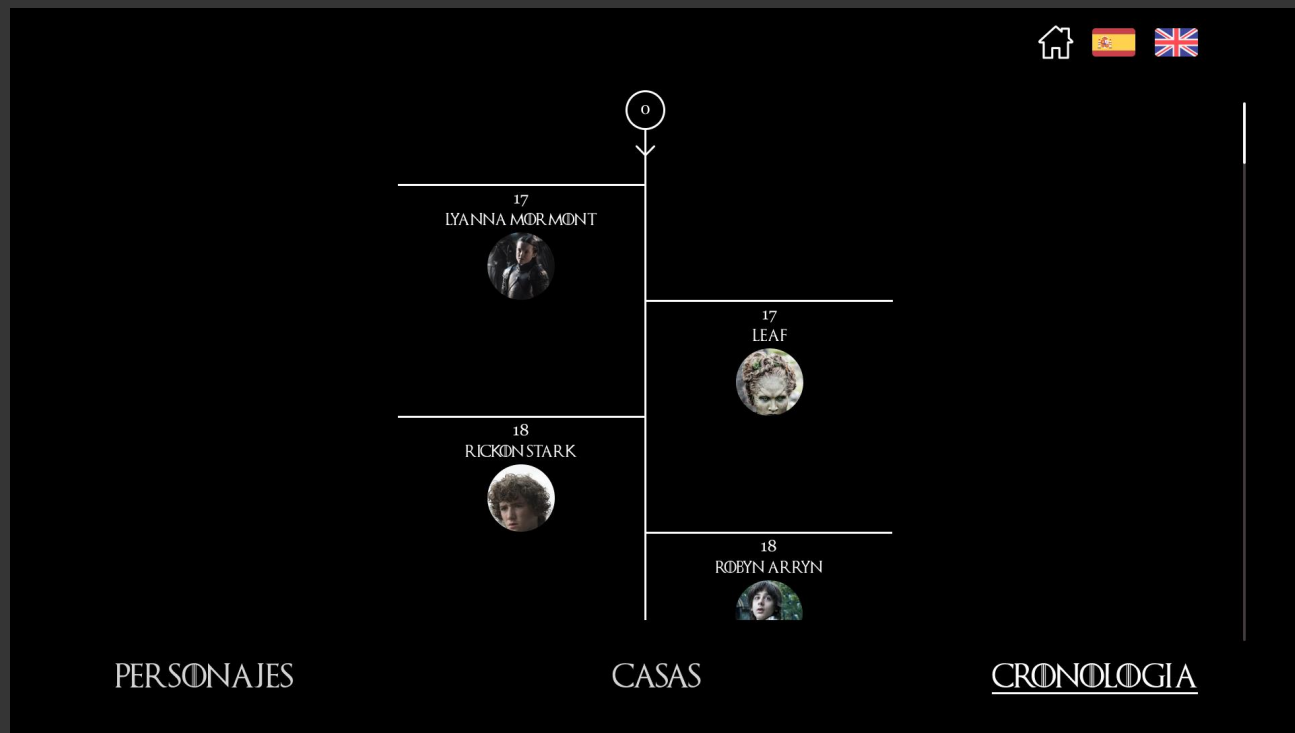 0
17
LYANNA MORMONT
17
LEAF
18
RICKON STARK
18
ROBYN ARRYN
PERSONAJES
CASAS
CRONOLOGIA